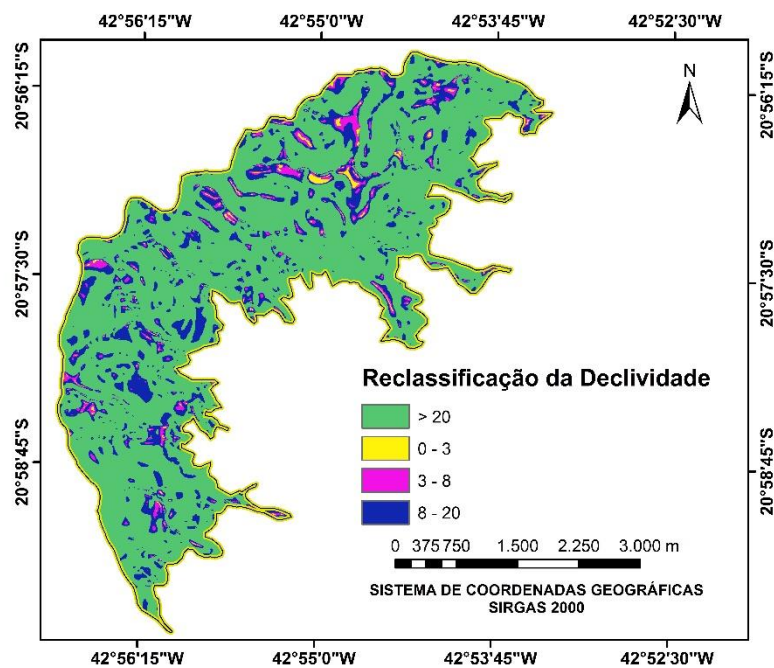 42°56'15"W 42°55'0"W 42°53'45"W 42°52'30"W
20°56'15"S 20°56'15"S
N
20°57'30"S 20°57'30"S
20°58'45"S 20°58'45"S
Reclassificação da Declividade
> 20
0 - 3
3 - 8
8 - 20
0 375 750 1.500 2.250 3.000 m
SISTEMA DE COORDENADAS GEOGRÁFICAS
SIRGAS 2000
42°56'15"W 42°55'0"W 42°53'45"W 42°52'30"W